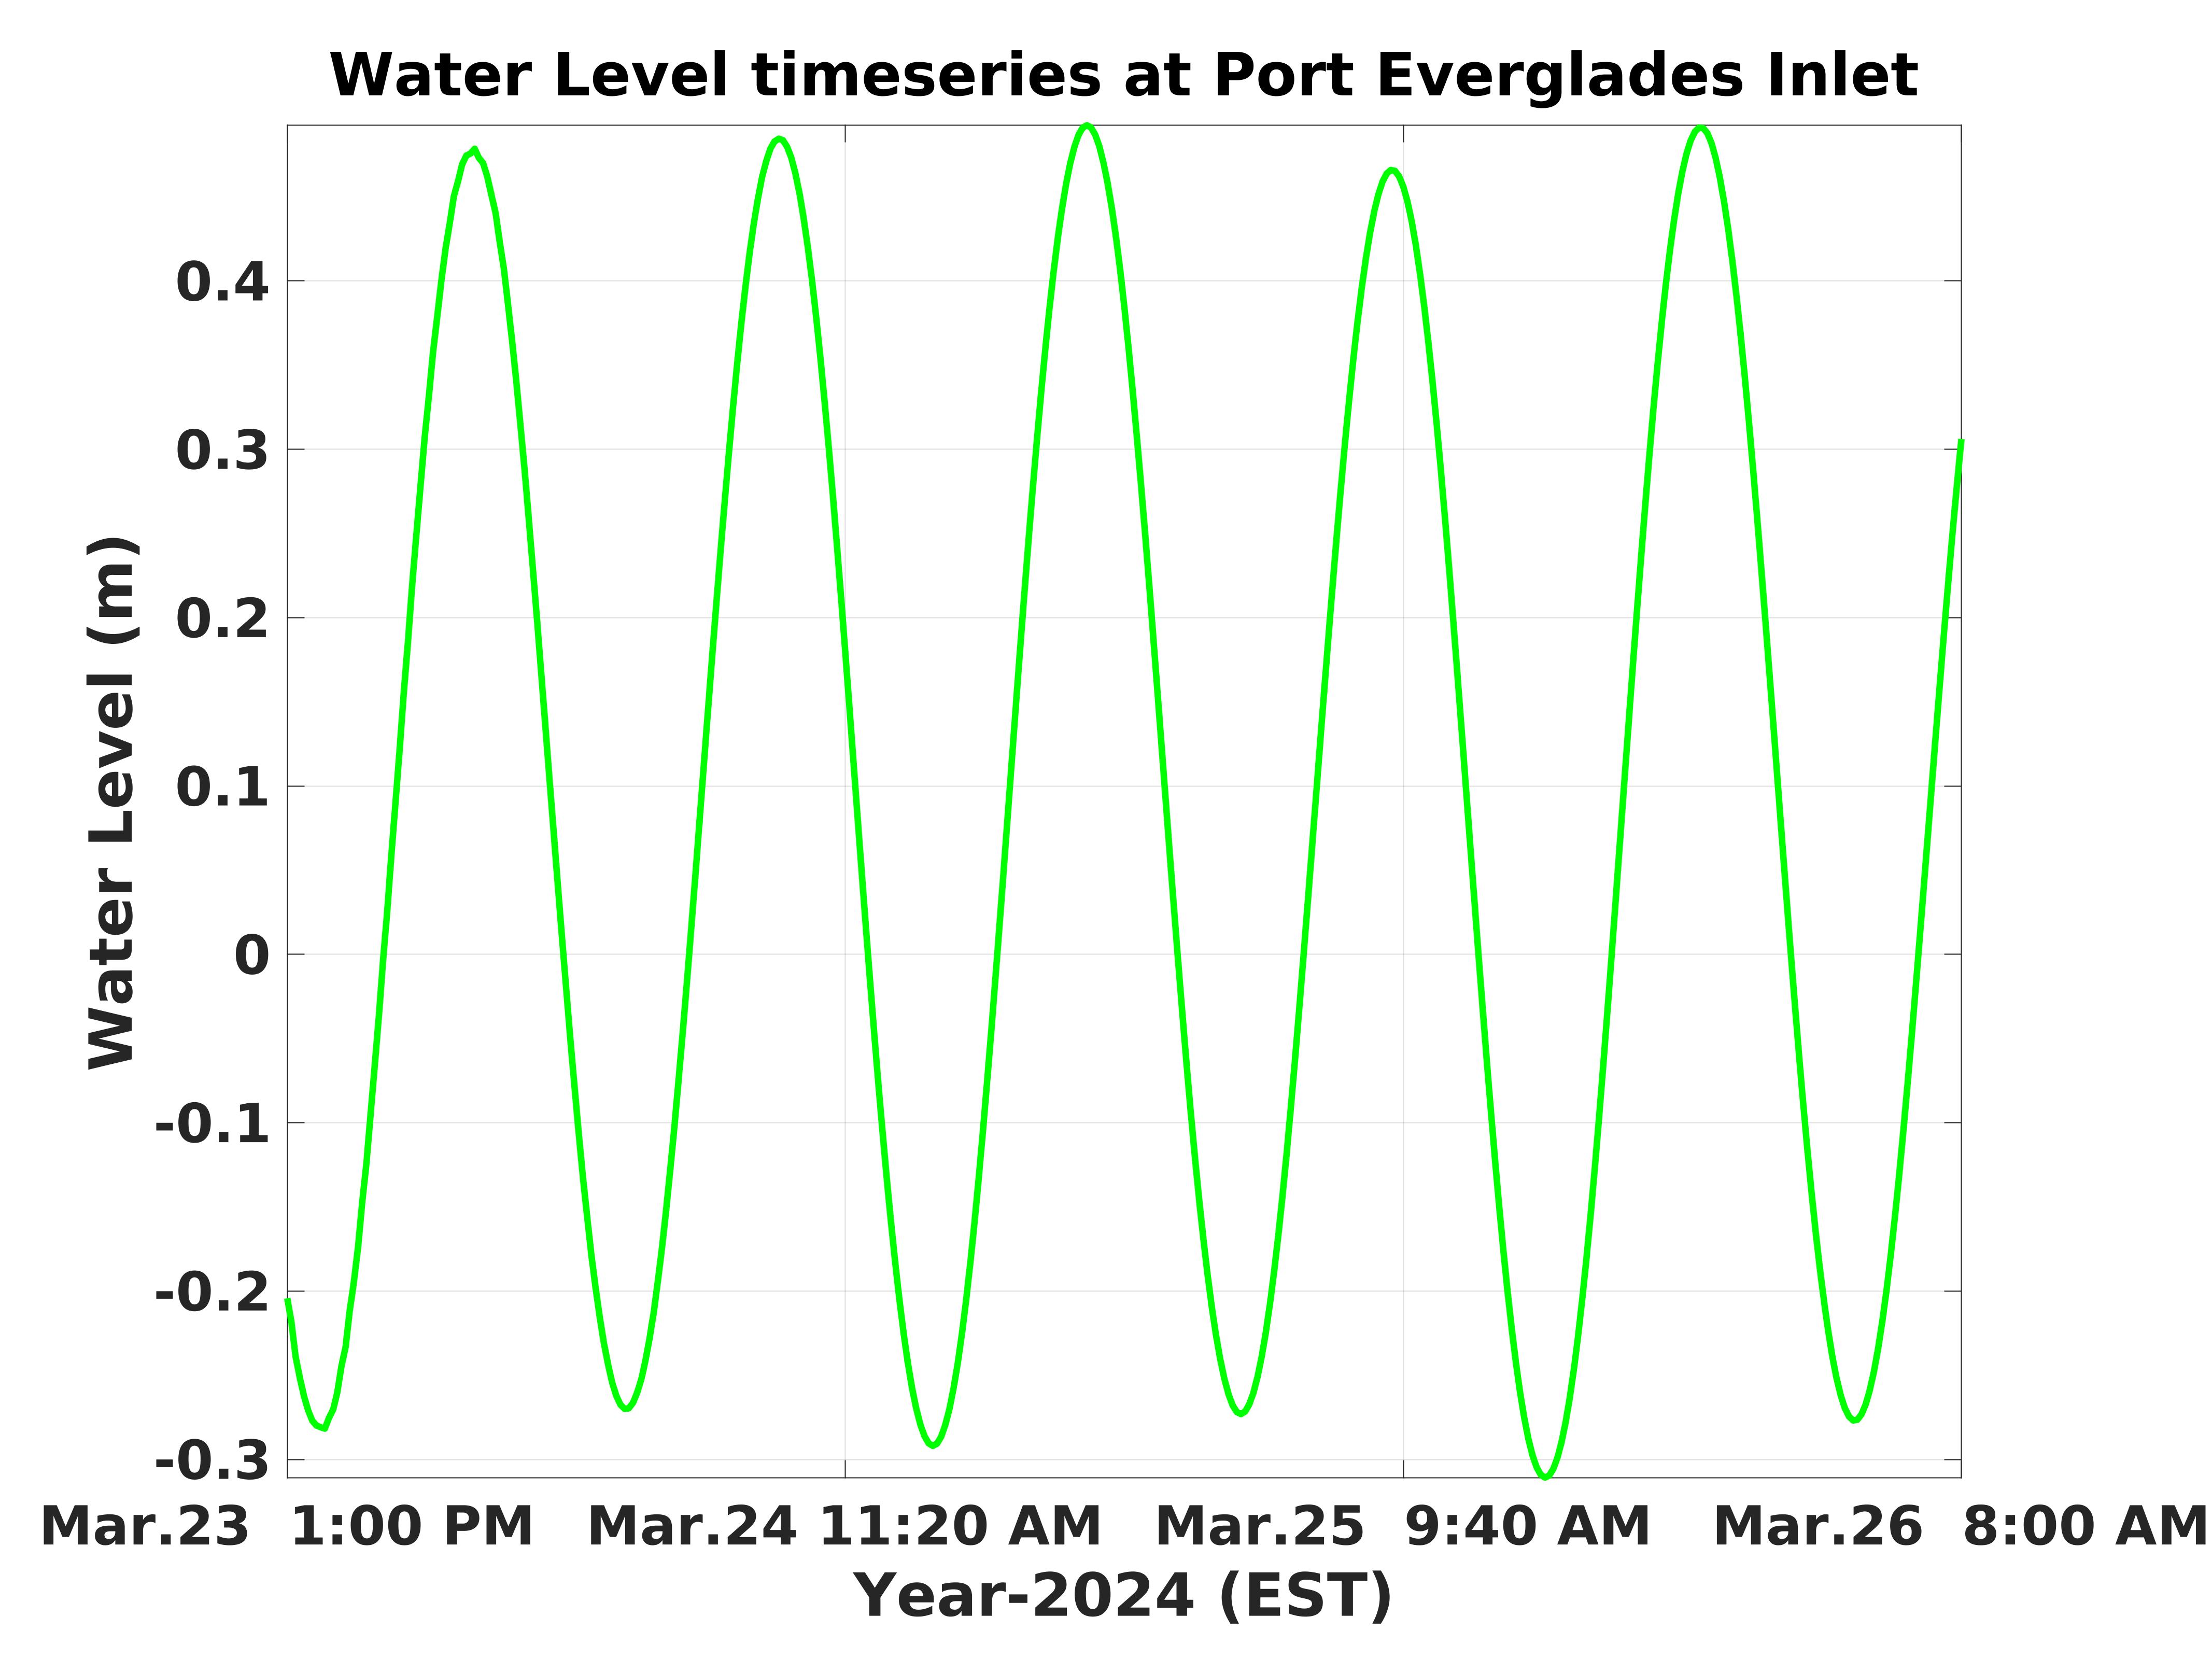 Water Level timeseries at Port Everglades Inlet
Water Level (m)
0.4
0.3
0.2
0.1
0
-0.1
-0.2
-0.3
Mar.23 1:00 PM Mar.24 11:20 AM Mar.25 9:40 AM Mar.26 8:00 AM
Year-2024 (EST)